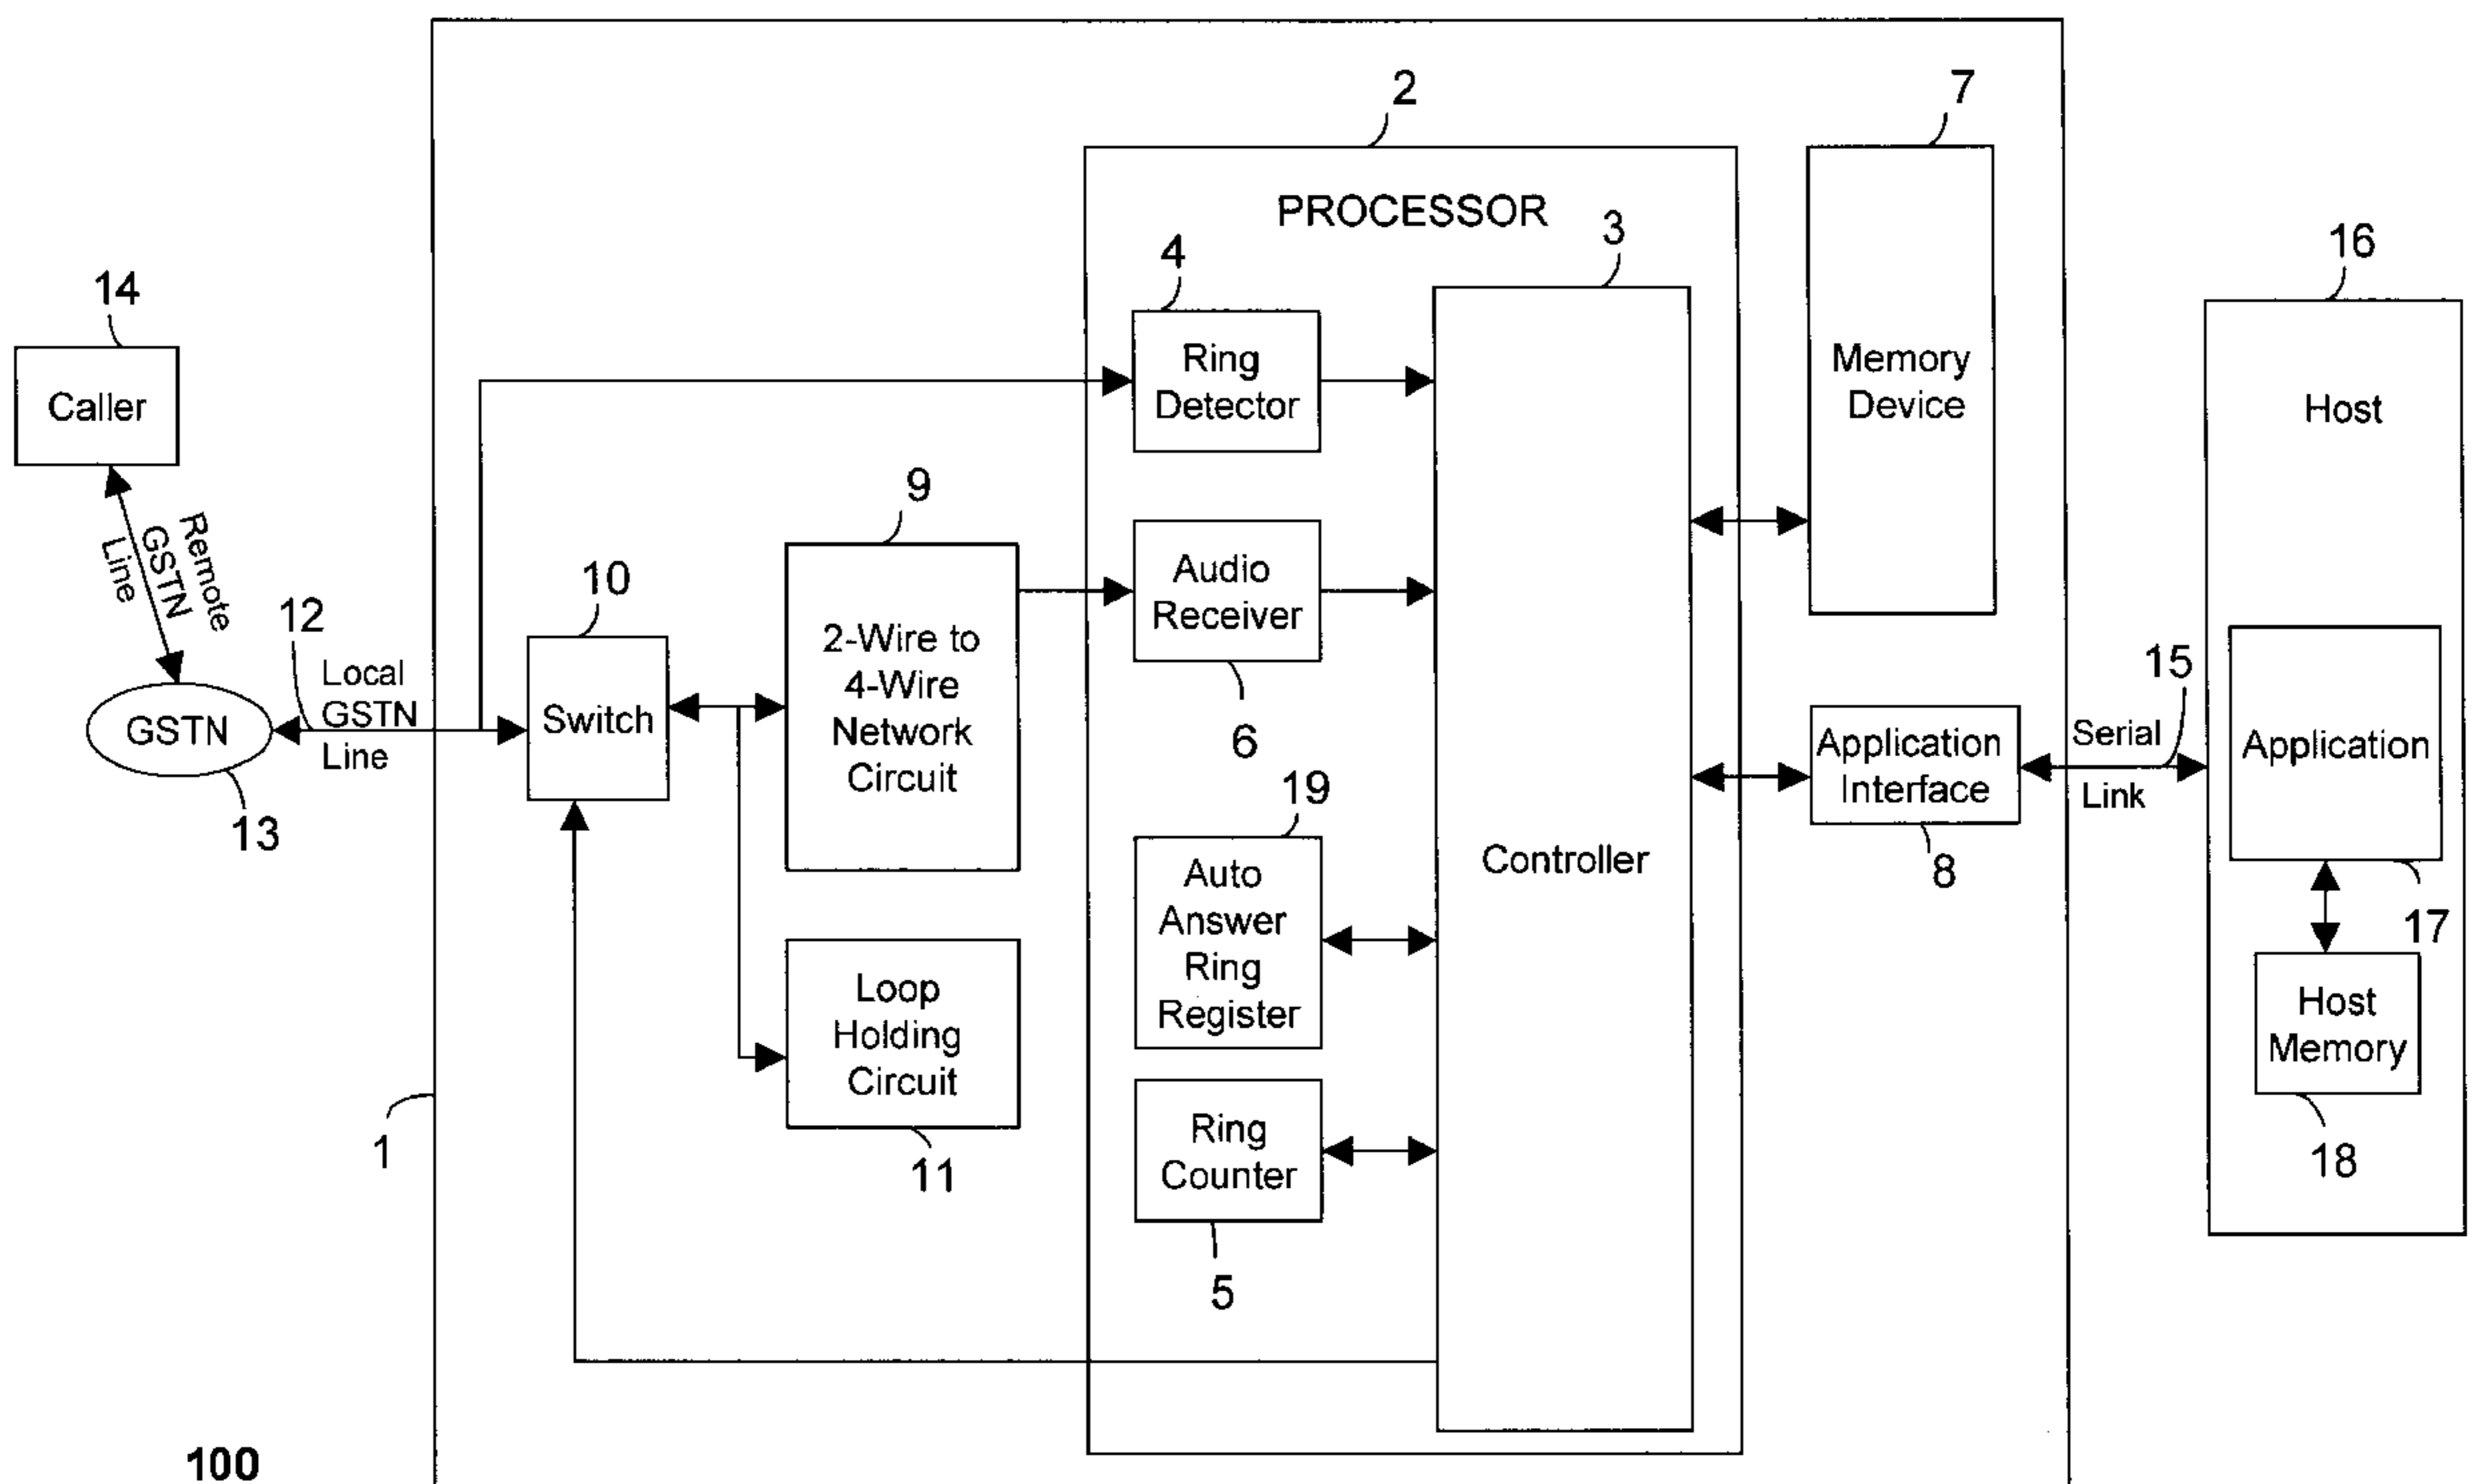 2
7
PROCESSOR
3
4
16
14
Ring
Detector
Memory
Device
Caller
Host
9
Remote
GSTN
Line
10
Audio
Receiver
12
2-Wire to
4-Wire
Network
Circuit
15
Local
GSTN
Line
Switch
GSTN
6
Application
Interface
Serial
Link
Application
13
19
8
Controller
Auto
Answer
Ring
Register
17
Loop
Holding
Circuit
Host
Memory
1
11
Ring
Counter
18
5
100